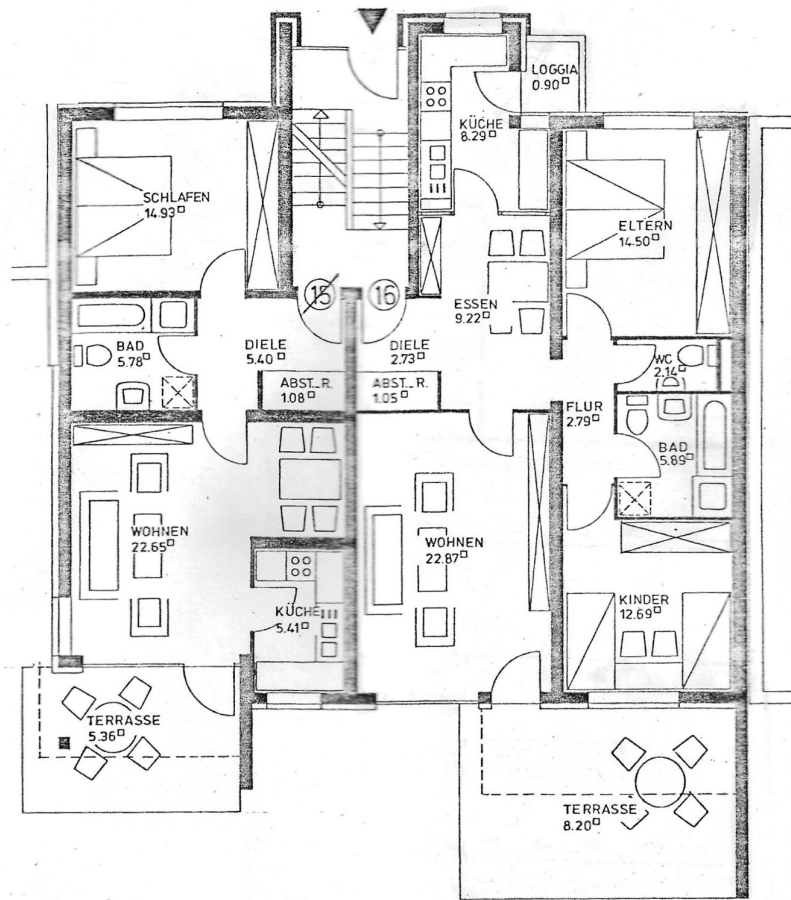 LOGGIA
0.90
KÜCHE
8.29
SCHLAFEN
14.93
ELTERN
14.50
15
16
ESSEN
9.22
BAD
5.78
DIELE
5.40
DIELE
2.73
WC
2.14
ABST.R.
1.08
ABST.R.
1.05
FLUR
2.79
BAD
5.89
WOHNEN
22.65
WOHNEN
22.87
KÜCHE
5.41
KINDER
12.69
TERRASSE
5.36
TERRASSE
8.20